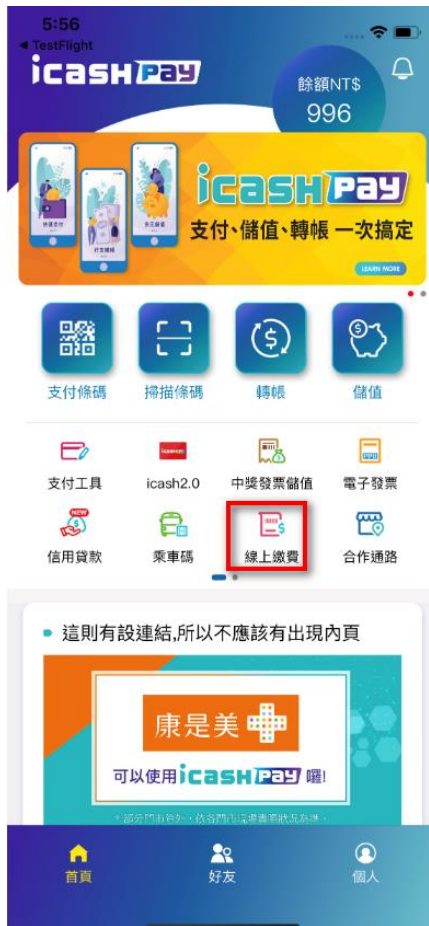 5:56
TestFlight
icash Pay
餘額NT$
996
icash Pay
支付、儲值、轉帳 一次搞定
LEARN MORE
支付條碼
掃描條碼
轉帳
儲值
支付工具
icash2.0
中獎發票儲值
電子發票
NEW
信用貸款
乘車碼
線上繳費
合作通路
這則有設連結,所以不應該有出現內頁
康是美
可以使用icash Pay 囉!
首頁
好友
個人